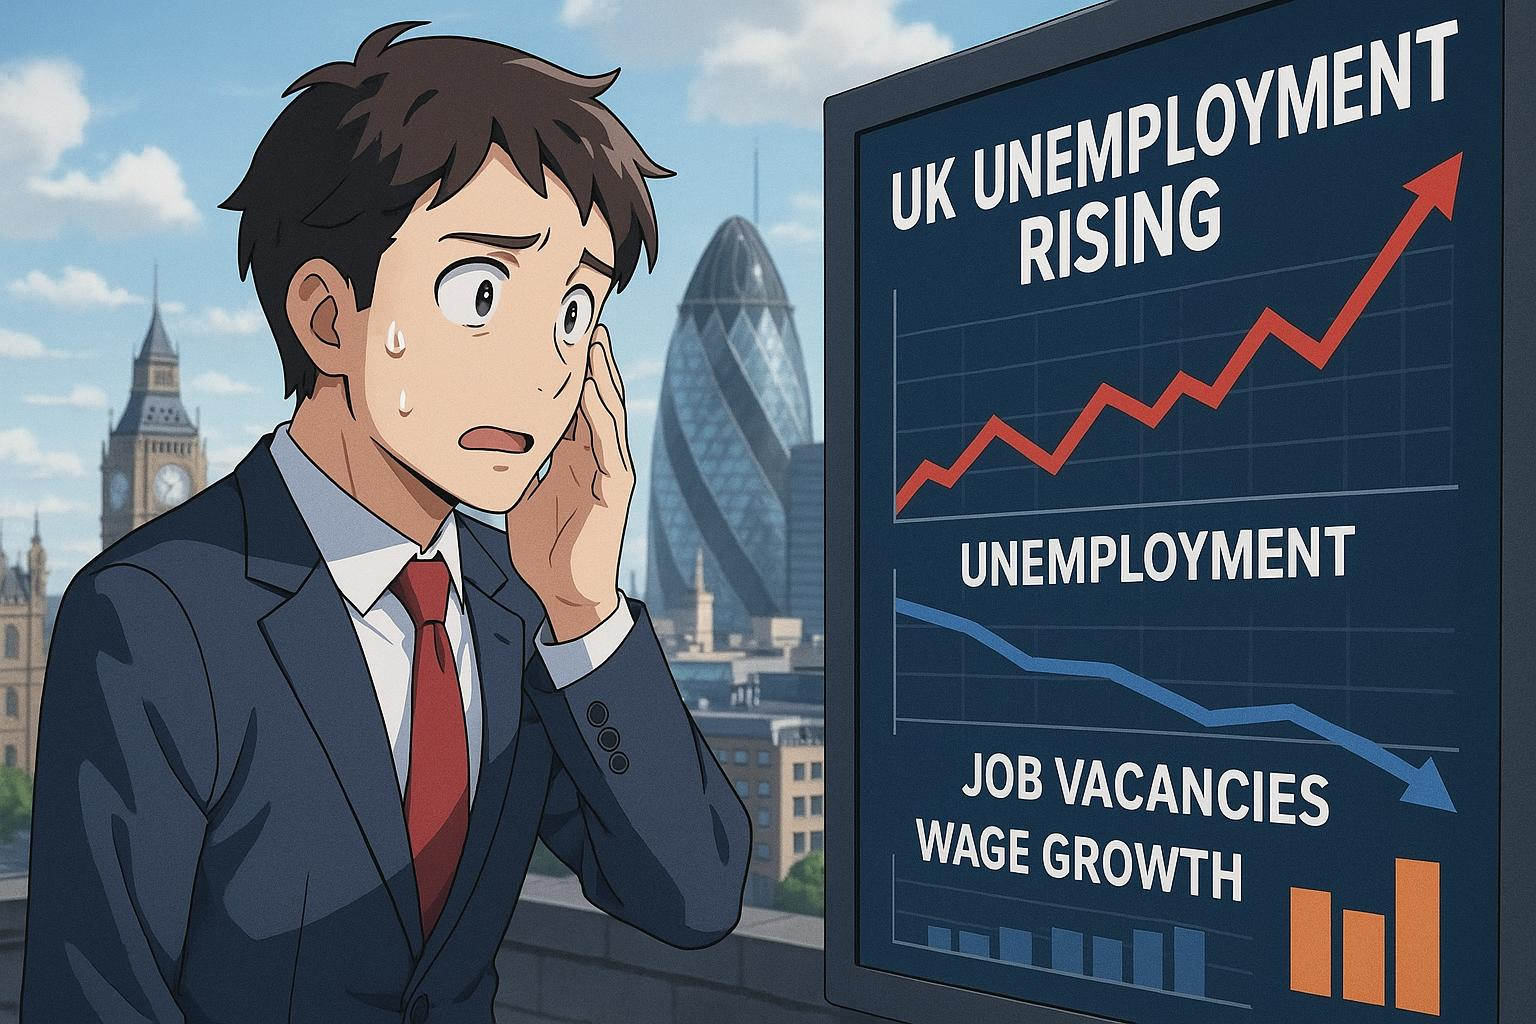 UK UNEMPLOYMENT
RISING
UNEMPLOYMENT
JOB VACANCIES
WAGE GROWTH